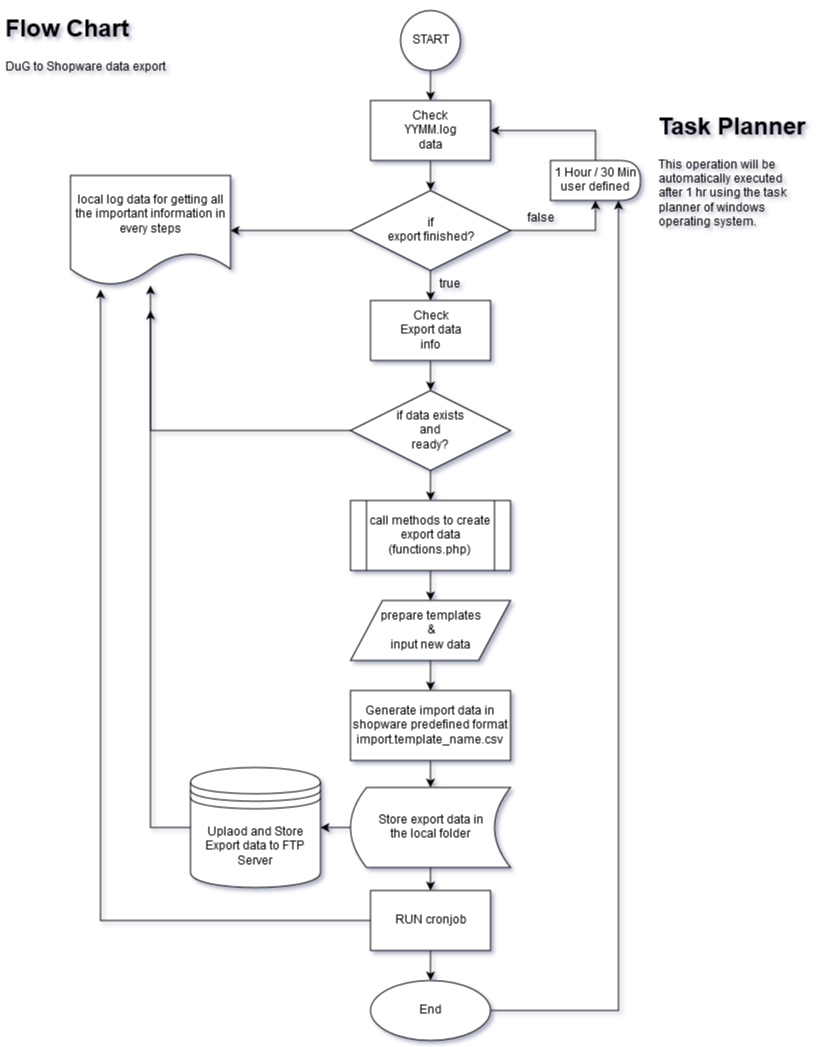 Flow Chart
DuG to Shopware data export
START
Check
YYMM.log
data
Task Planner
This operation will be
automatically executed
after 1 hr using the task
planner of windows
operating system.
1 Hour / 30 Min
user defined
local log data for getting all
the important information in
every steps
if
export finished?
false
true
Check
Export data
info
if data exists
and
ready?
call methods to create
export data
(functions.php)
prepare templates
&
input new data
Generate import data in
shopware predefined format
import.template_name.csv
Store export data in
the local folder
Uplaod and Store
Export data to FTP
Server
RUN cronjob
End